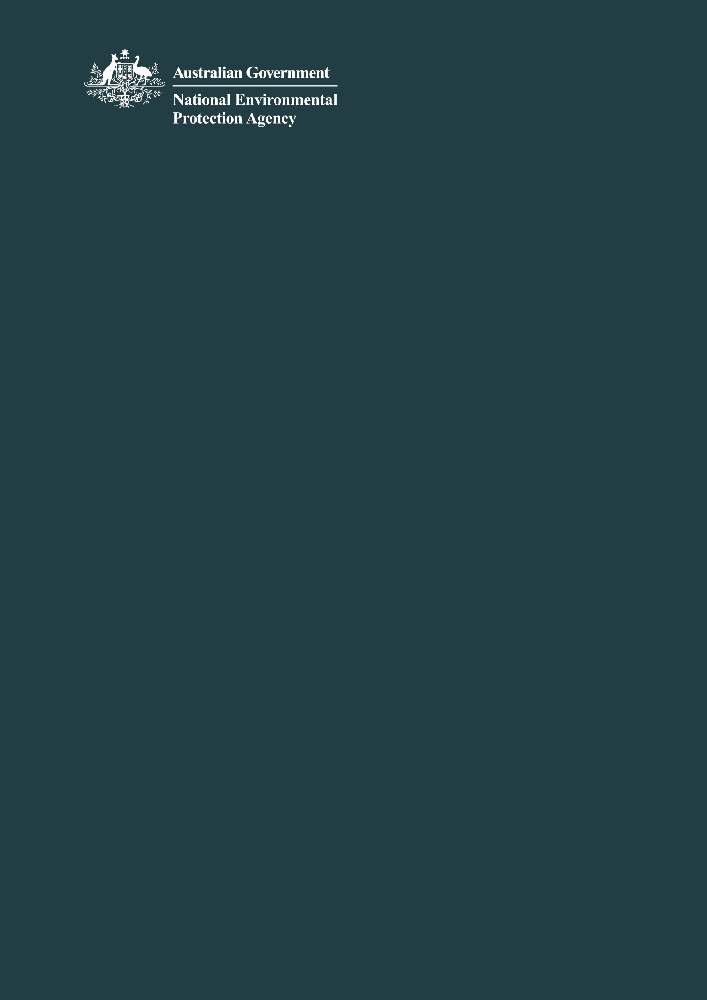 AUSTRALIA
Australian Government
National Environmental
Protection Agency